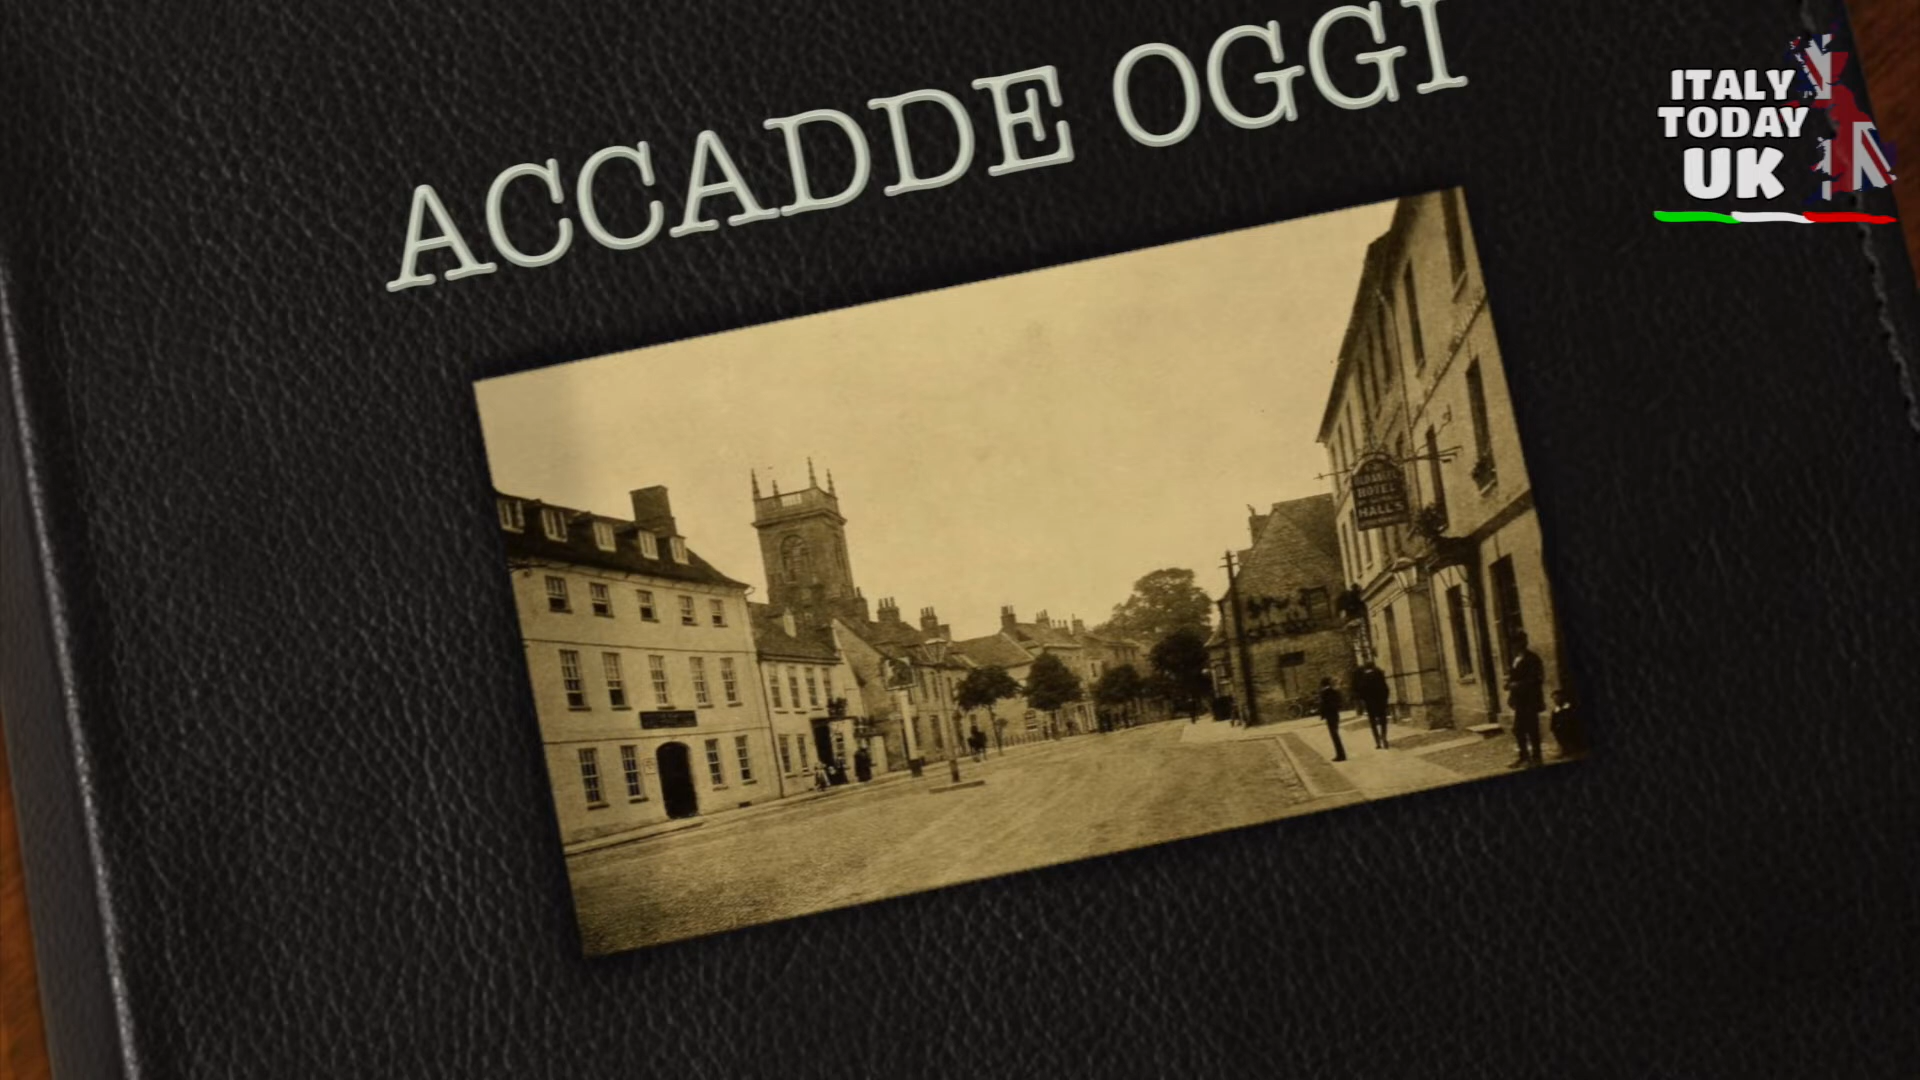 ACCADDE OGGI
ITALY
TODAY
UK
HOTEL
HALL'S